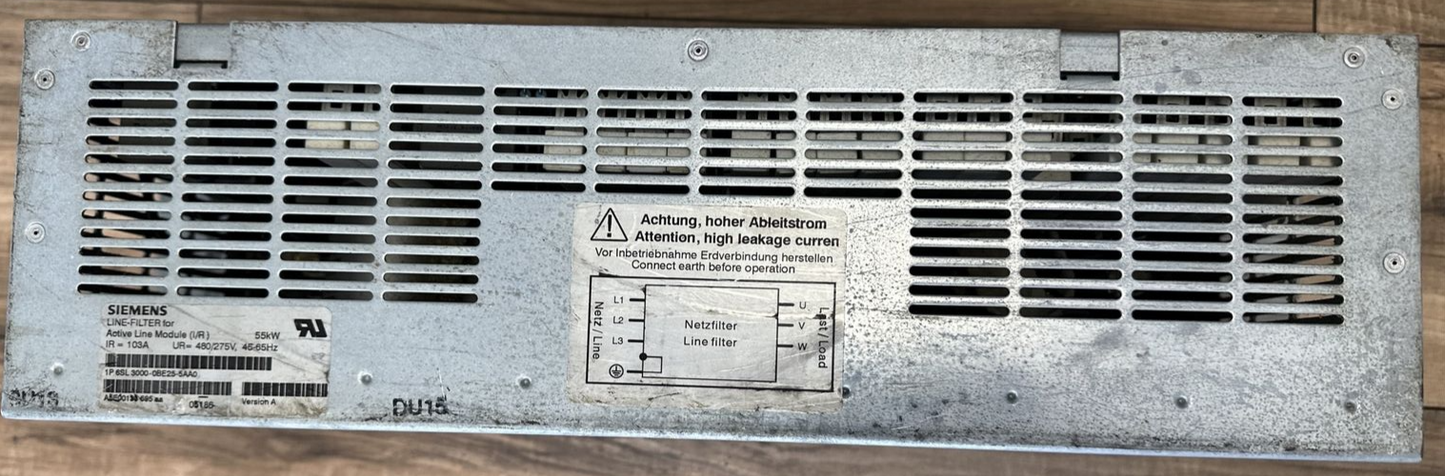 Achtung, hoher Ableitstrom
Attention, high leakage curren
Vor Inbetriebnahme Erdverbindung herstellen
Connect earth before operation
Netz / Line
L1
L2
L3
Netzfilter
Line filter
U
V
W
Last / Load
SIEMENS
LINE-FILTER for
Active Line Module (I/R) 55kW
IR = 103A UR= 480/275V, 45-65Hz
1P 6SL 3000-0BE25-5AA0
Version A
DU15